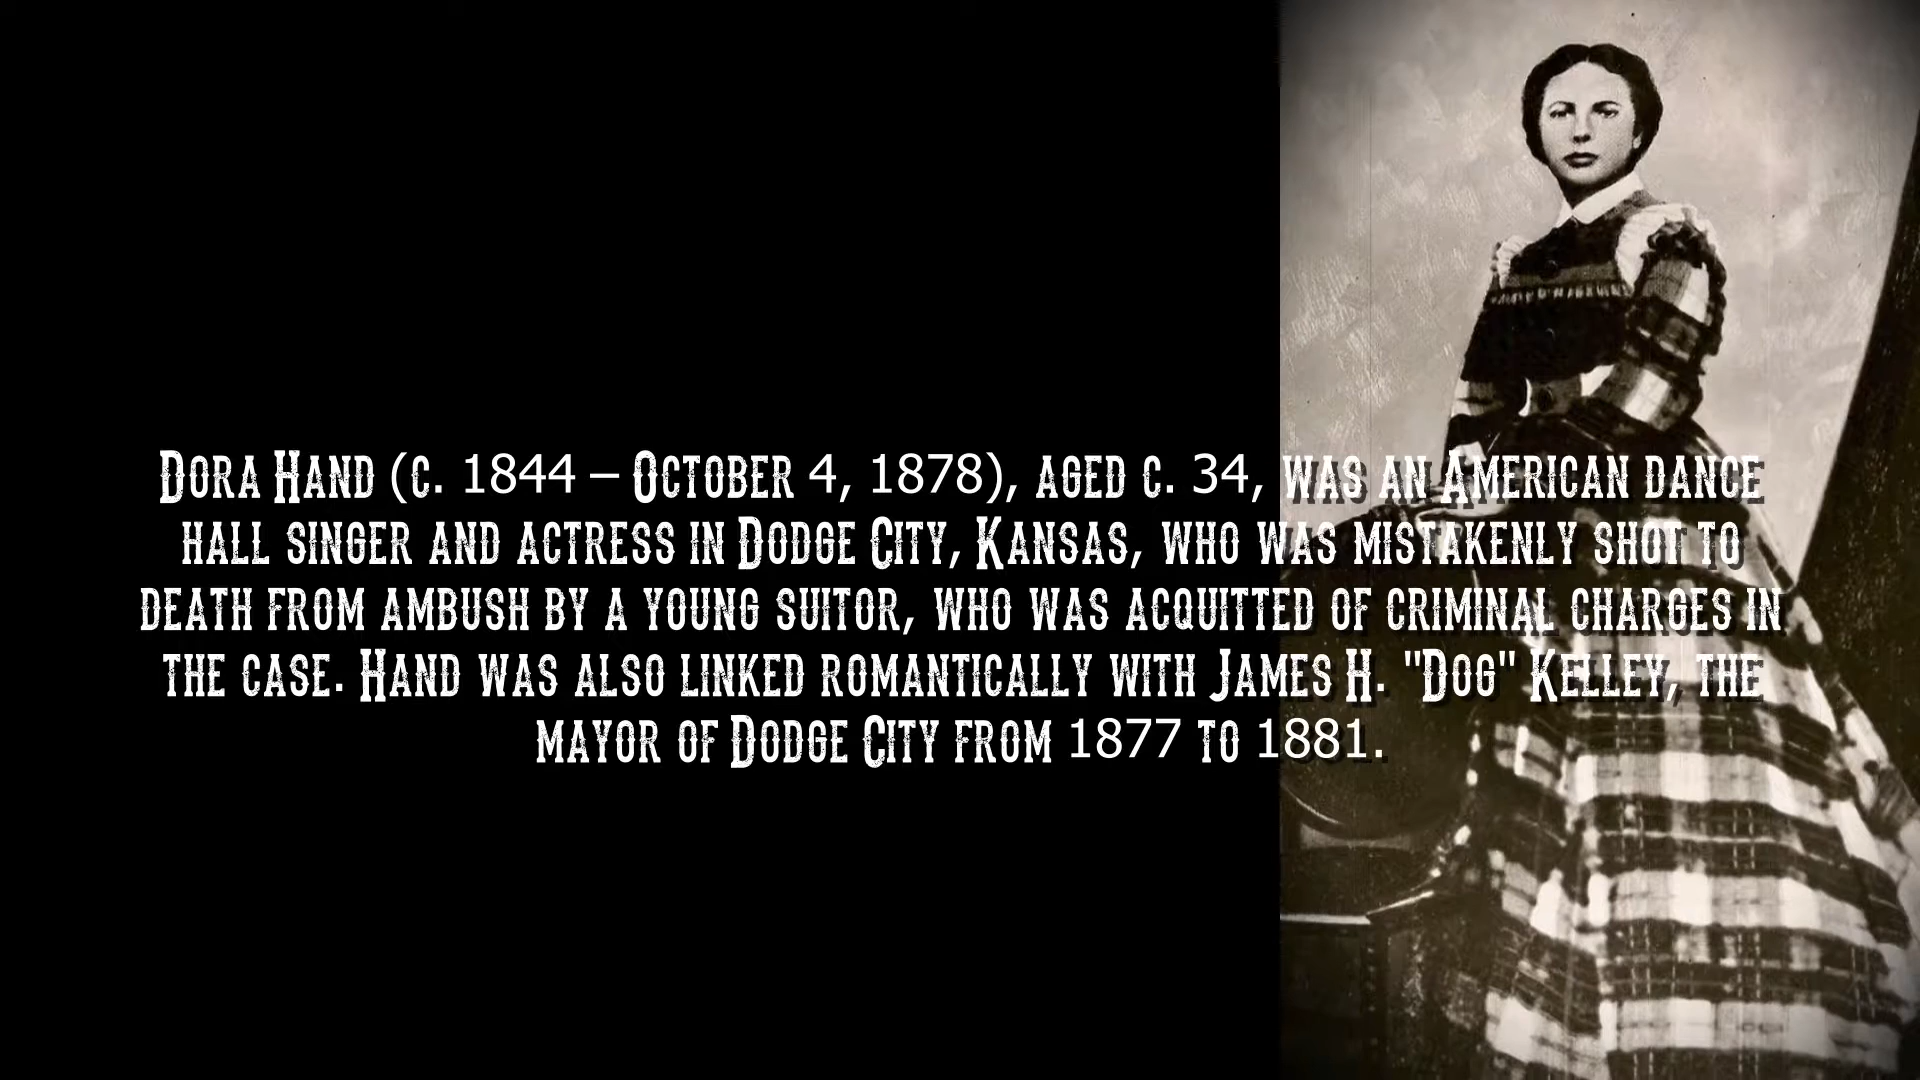 Dora Hand (c. 1844 – October 4, 1878), aged c. 34, was an American dance
hall singer and actress in Dodge City, Kansas, who was mistakenly shot to
death from ambush by a young suitor, who was acquitted of criminal charges in
the case. Hand was also linked romantically with James H. "Dog" Kelley, the
mayor of Dodge City from 1877 to 1881.